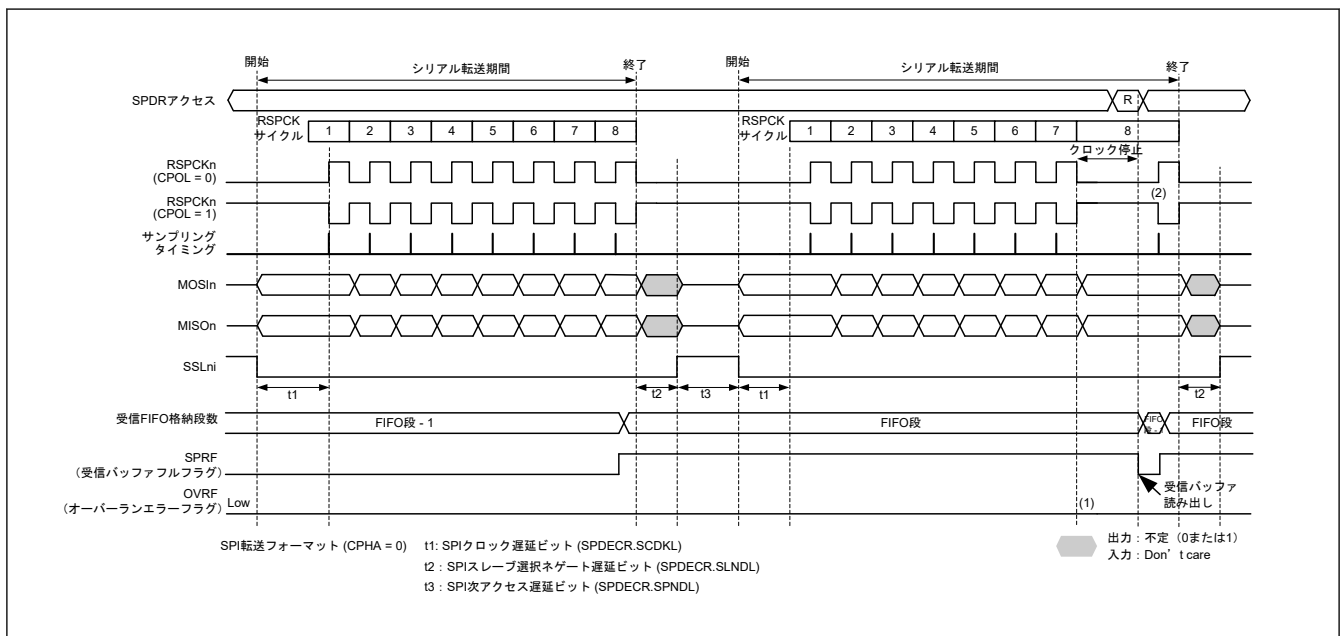 開始 シリアル転送期間 終了 開始 シリアル転送期間 終了
SPDRアクセス R
RSPCK
サイクル 1 2 3 4 5 6 7 8
RSPCK
サイクル 1 2 3 4 5 6 7 8
クロック停止
RSPCKn
(CPOL = 0)
(2)
RSPCKn
(CPOL = 1)
サンプリング
タイミング
MOSIn
MISOn
SSLni
t1 t2 t3 t1 t2
受信FIFO格納段数 FIFO段 - 1 FIFO段 FIFO
段 - 1 FIFO段
SPRF
(受信バッファフルフラグ)
受信バッファ
読み出し
OVRF
(オーバーランエラーフラグ) Low (1)
SPI転送フォーマット (CPHA = 0) t1: SPIクロック遅延ビット (SPDECR.SCDKL)
t2 : SPIスレーブ選択ネゲート遅延ビット (SPDECR.SLNDL)
t3 : SPI次アクセス遅延ビット (SPDECR.SPNDL)
出力 : 不定(0または1)
入力 : Don't care